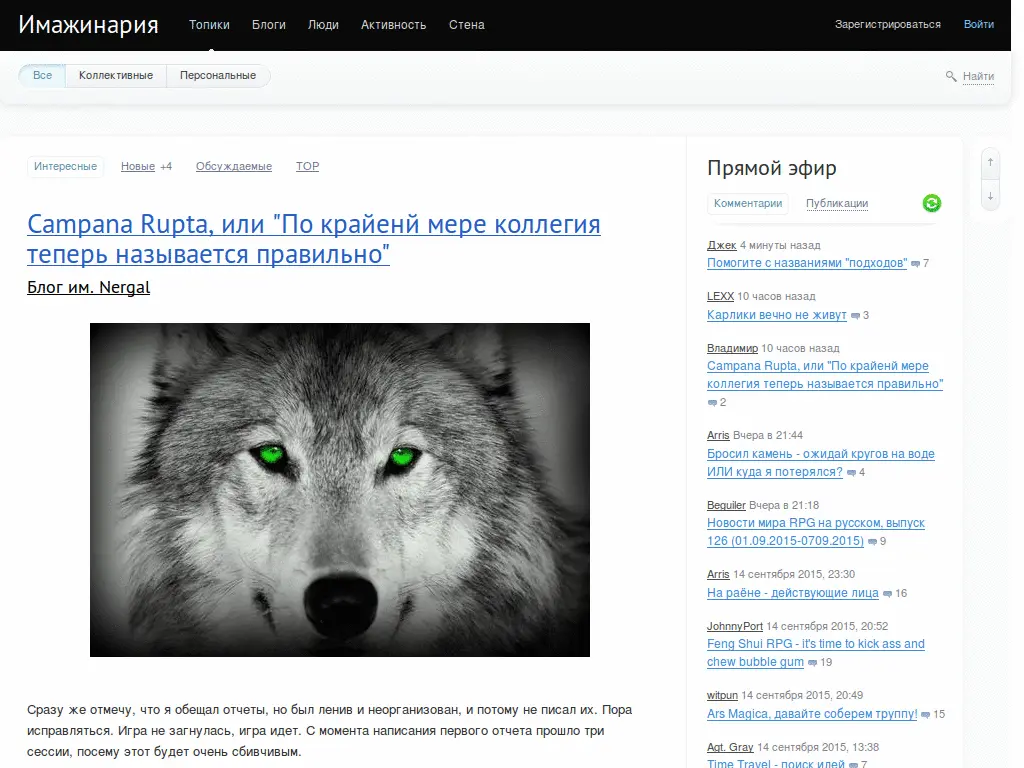 Имажинария
Топики Блоги Люди Активность Стена
Зарегистрироваться Войти
Все Коллективные Персональные
Найти
Интересные Новые +4 Обсуждаемые TOP
Campana Rupta, или "По крайенй мере коллегия
теперь называется правильно"
Блог им. Nergal
Сразу же отмечу, что я обещал отчеты, но был ленив и неорганизован, и потому не писал их. Пора
исправляться. Игра не загнулась, игра идет. С момента написания первого отчета прошло три
сессии, посему этот будет очень сбивчивым.
Прямой эфир
Комментарии Публикации
Джек 4 минуты назад
Помогите с названиями "подходов" 7
LEXX 10 часов назад
Карлики вечно не живут 3
Владимир 10 часов назад
Campana Rupta, или "По крайенй мере
коллегия теперь называется правильно"
2
Arris Вчера в 21:44
Бросил камень - ожидай кругов на воде
ИЛИ куда я потерялся? 4
Beguiler Вчера в 21:18
Новости мира RPG на русском, выпуск
126 (01.09.2015-0709.2015) 9
Arris 14 сентября 2015, 23:30
На раёне - действующие лица 16
JohnnyPort 14 сентября 2015, 20:52
Feng Shui RPG - it's time to kick ass and
chew bubble gum 19
witpun 14 сентября 2015, 20:49
Ars Magica, давайте соберем труппу! 15
Agt. Gray 14 сентября 2015, 13:38
Time Travel - поиск идей 7